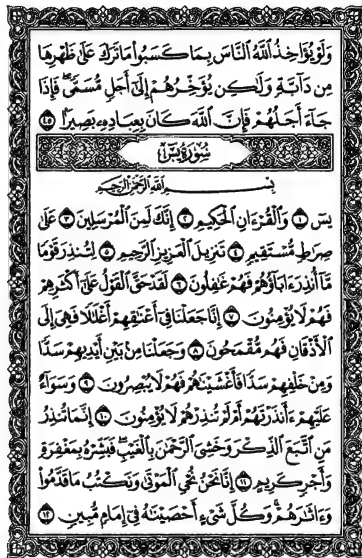 وَلَوْ يُؤَاخِذُ ٱللَّهُ ٱلنَّاسَ بِمَا كَسَبُوا۟ مَا تَرَكَ عَلَىٰ ظَهْرِهَا
مِن دَآبَّةٍ وَلَٰكِن يُؤَخِّرُهُمْ إِلَىٰٓ أَجَلٍ مُّسَمًّى ۖ فَإِذَا
جَآءَ أَجَلُهُمْ فَإِنَّ ٱللَّهَ كَانَ بِعِبَادِهِۦ بَصِيرًۢا ٤٥
سُورَةُ يسٓ
بِسْمِ ٱللَّهِ ٱلرَّحْمَٰنِ ٱلرَّحِيمِ
يسٓ ١ وَٱلْقُرْءَانِ ٱلْحَكِيمِ ٢ إِنَّكَ لَمِنَ ٱلْمُرْسَلِينَ ٣ عَلَىٰ
صِرَٰطٍ مُّسْتَقِيمٍ ٤ تَنزِيلَ ٱلْعَزِيزِ ٱلرَّحِيمِ ٥ لِتُنذِرَ قَوْمًا
مَّآ أُنذِرَ ءَابَآؤُهُمْ فَهُمْ غَٰفِلُونَ ٦ لَقَدْ حَقَّ ٱلْقَوْلُ عَلَىٰٓ أَكْثَرِهِمْ
فَهُمْ لَا يُؤْمِنُونَ ٧ إِنَّا جَعَلْنَا فِىٓ أَعْنَٰقِهِمْ أَغْلَٰلًا فَهِىَ إِلَى
ٱلْأَذْقَانِ فَهُم مُّقْمَحُونَ ٨ وَجَعَلْنَا مِنۢ بَيْنِ أَيْدِيهِمْ سَدًّا
وَمِنْ خَلْفِهِمْ سَدًّا فَأَغْشَيْنَٰهُمْ فَهُمْ لَا يُبْصِرُونَ ٩ وَسَوَآءٌ
عَلَيْهِمْ ءَأَنذَرْتَهُمْ أَمْ لَمْ تُنذِرْهُمْ لَا يُؤْمِنُونَ ١٠ إِنَّمَا تُنذِرُ
مَنِ ٱتَّبَعَ ٱلذِّكْرَ وَخَشِىَ ٱلرَّحْمَٰنَ بِٱلْغَيْبِ ۖ فَبَشِّرْهُ بِمَغْفِرَةٍ
وَأَجْرٍ كَرِيمٍ ١١ إِنَّا نَحْنُ نُحْىِ ٱلْمَوْتَىٰ وَنَكْتُبُ مَا قَدَّمُوا۟
وَءَاثَٰرَهُمْ ۚ وَكُلَّ شَىْءٍ أَحْصَيْنَٰهُ فِىٓ إِمَامٍ مُّبِينٍ ١٢